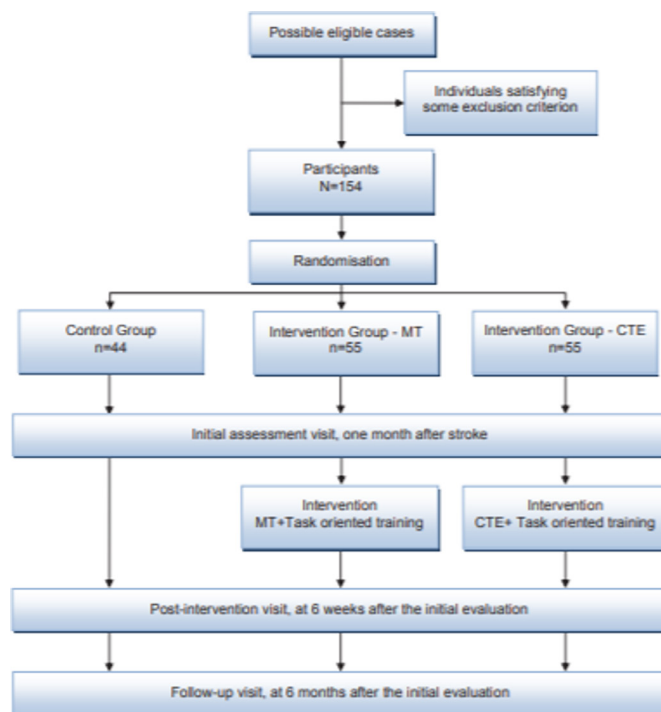 Possible eligible cases
Individuals satisfying
some exclusion criterion
Participants
N=154
Randomisation
Control Group
n=44
Intervention Group - MT
n=55
Intervention Group - CTE
n=55
Initial assessment visit, one month after stroke
Intervention
MT+Task oriented training
Intervention
CTE+ Task oriented training
Post-intervention visit, at 6 weeks after the initial evaluation
Follow-up visit, at 6 months after the initial evaluation